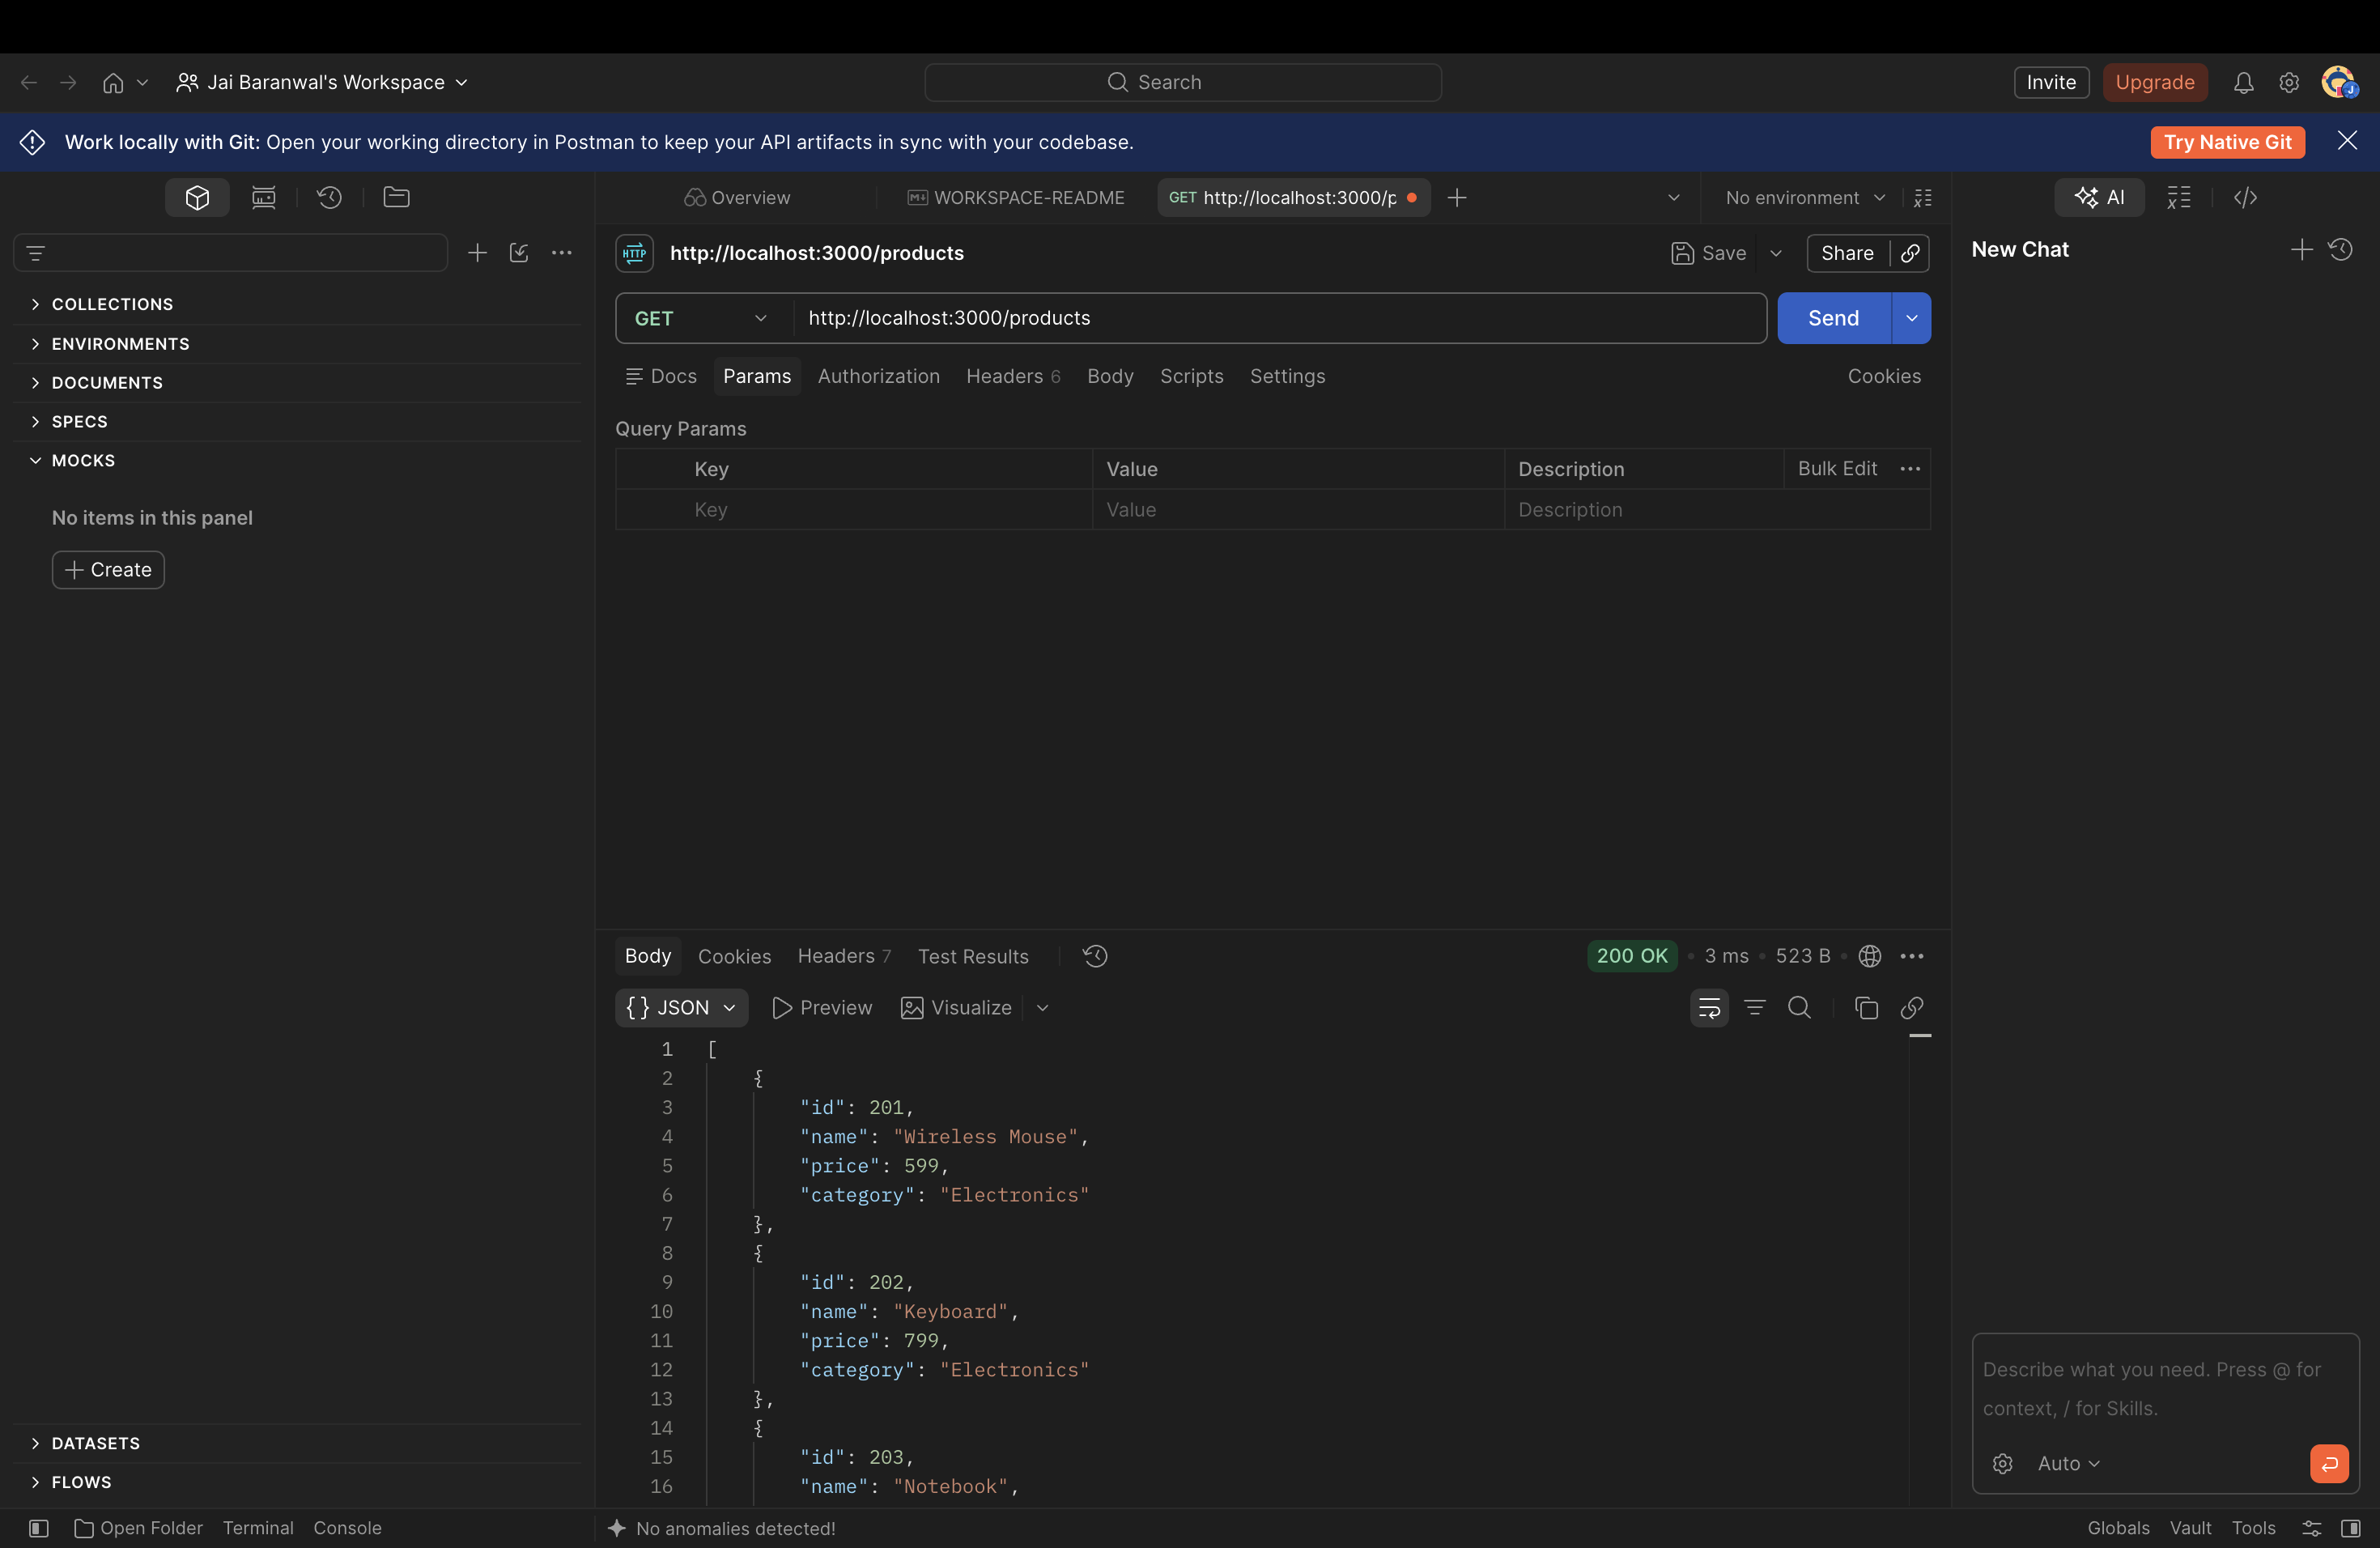 Jai Baranwal's Workspace
Search
Invite
Upgrade
Work locally with Git: Open your working directory in Postman to keep your API artifacts in sync with your codebase.
Try Native Git
Overview
WORKSPACE-README
GET http://localhost:3000/p
No environment
AI
HTTP
http://localhost:3000/products
Save
Share
New Chat
COLLECTIONS
ENVIRONMENTS
DOCUMENTS
SPECS
MOCKS
No items in this panel
Create
GET
http://localhost:3000/products
Send
Docs
Params
Authorization
Headers 6
Body
Scripts
Settings
Cookies
Query Params
Key
Value
Description
Bulk Edit
Key
Value
Description
Body
Cookies
Headers 7
Test Results
200 OK
3 ms
523 B
{} JSON
Preview
Visualize
1 [
2 {
3 "id": 201,
4 "name": "Wireless Mouse",
5 "price": 599,
6 "category": "Electronics"
7 },
8 {
9 "id": 202,
10 "name": "Keyboard",
11 "price": 799,
12 "category": "Electronics"
13 },
14 {
15 "id": 203,
16 "name": "Notebook",
Describe what you need. Press @ for
context, / for Skills.
Auto
DATASETS
FLOWS
Open Folder
Terminal
Console
No anomalies detected!
Globals
Vault
Tools